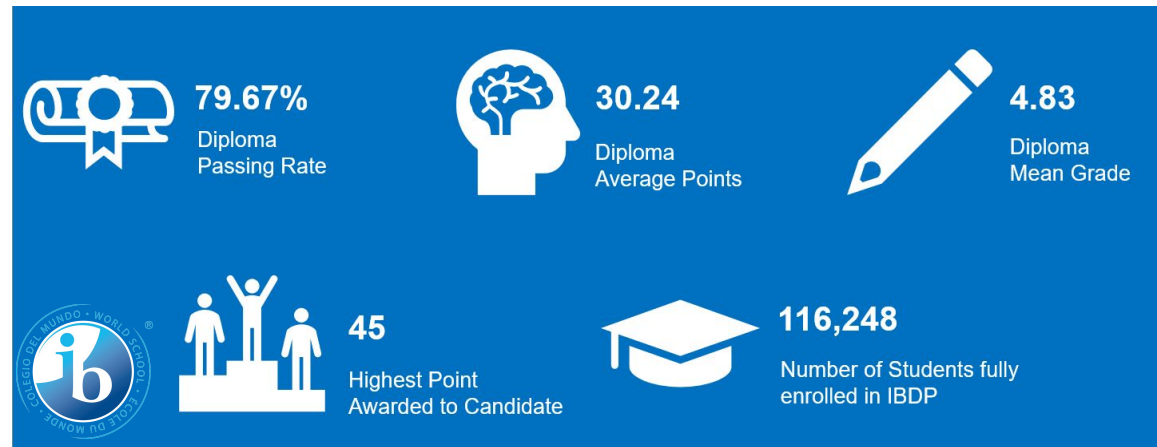 79.67%
Diploma
Passing Rate
30.24
Diploma
Average Points
4.83
Diploma
Mean Grade
45
Highest Point
Awarded to Candidate
116,248
Number of Students fully
enrolled in IBDP
ib
COLEGIO DEL MUNDO · WORLD SCHOOL · ÉCOLE DU MONDE ·
®